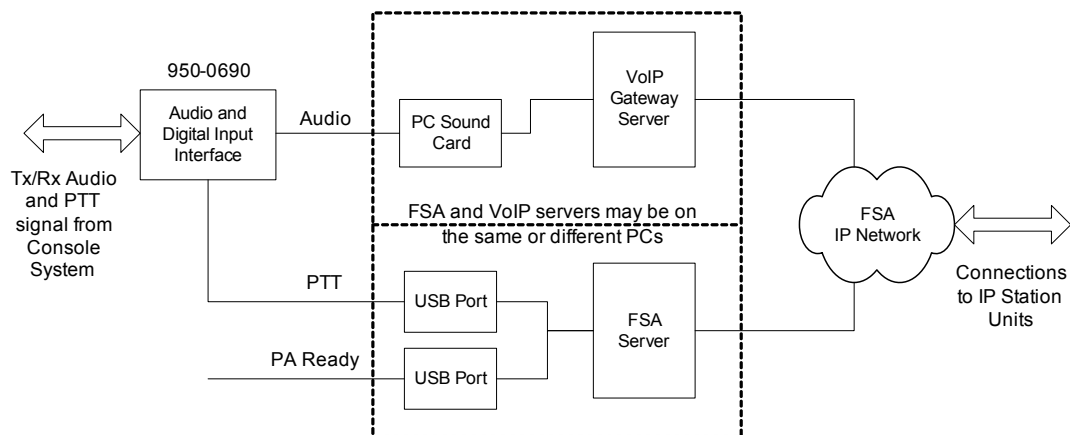 950-0690
Audio and
Digital Input
Interface
Tx/Rx Audio
and PTT
signal from
Console
System
Audio
PC Sound
Card
VoIP
Gateway
Server
FSA and VoIP servers may be on
the same or different PCs
PTT
USB Port
PA Ready
USB Port
FSA
Server
FSA
IP Network
Connections
to IP Station
Units